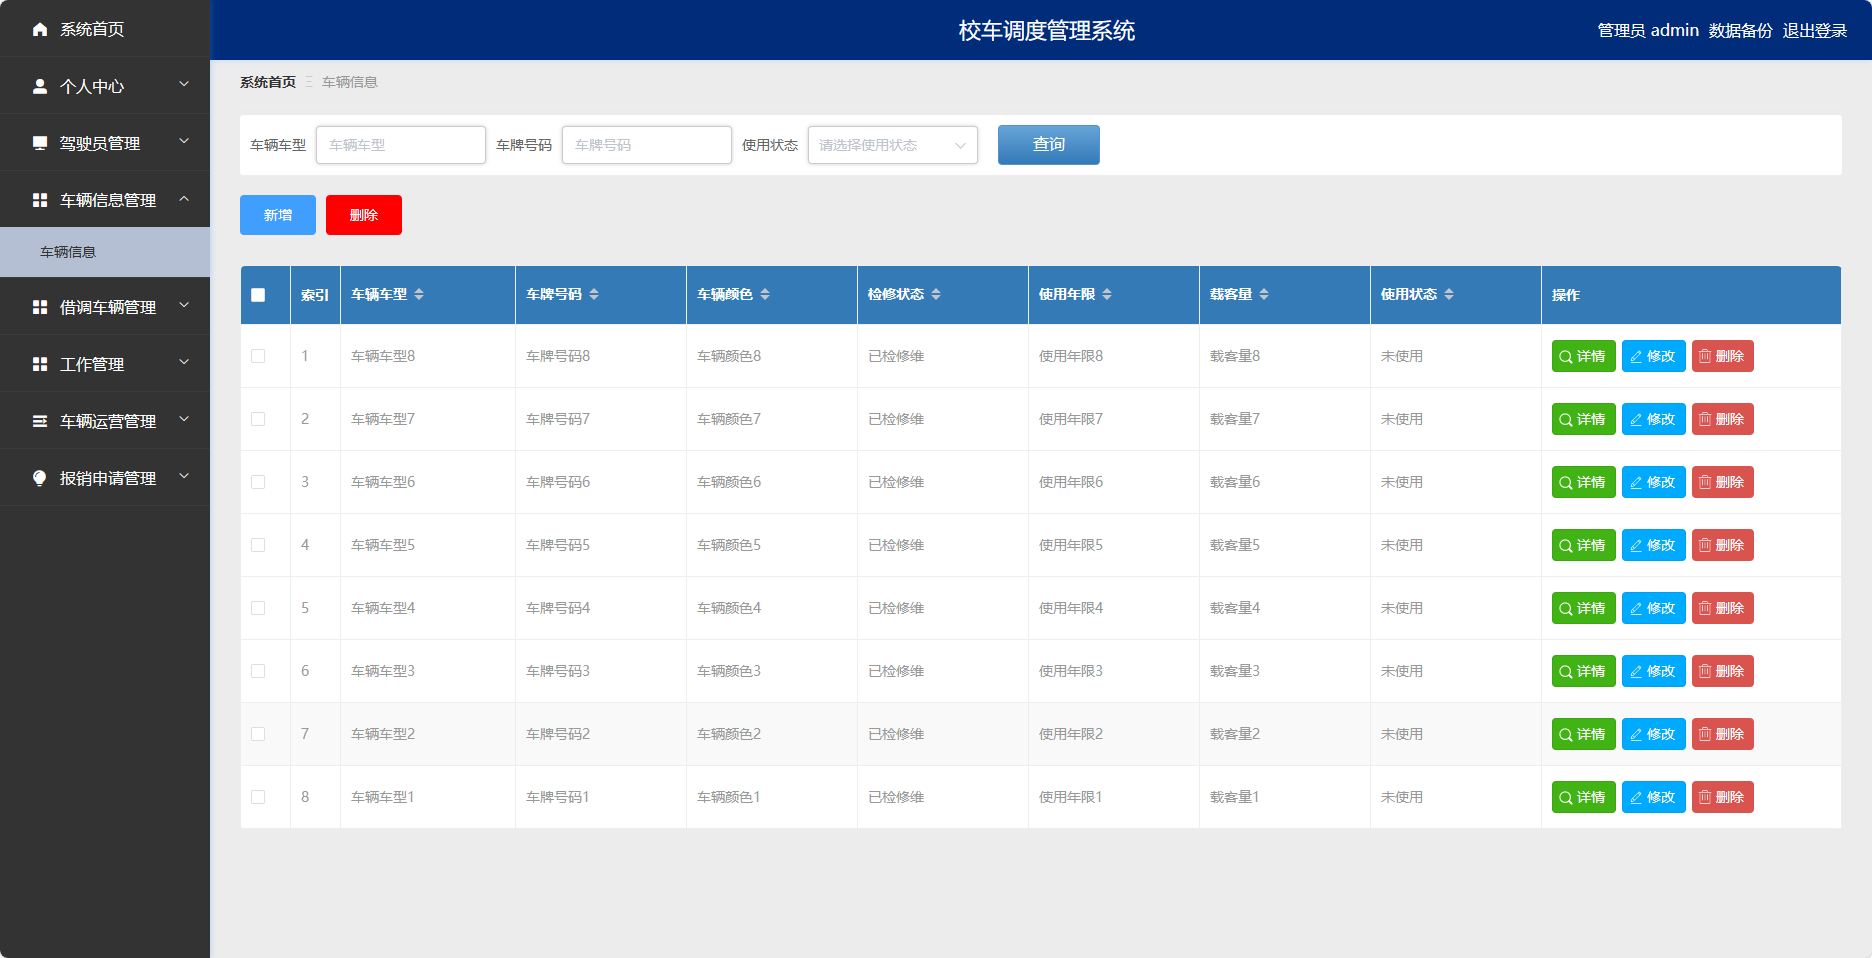 系统首页
个人中心
驾驶员管理
车辆信息管理
车辆信息
借调车辆管理
工作管理
车辆运营管理
报销申请管理
校车调度管理系统
管理员 admin 数据备份 退出登录
系统首页 车辆信息
车辆车型 车辆车型 车牌号码 车牌号码 使用状态 请选择使用状态 查询
新增 删除
索引 车辆车型 车牌号码 车辆颜色 检修状态 使用年限 载客量 使用状态 操作
1 车辆车型8 车牌号码8 车辆颜色8 已检修维 使用年限8 载客量8 未使用 详情 修改 删除
2 车辆车型7 车牌号码7 车辆颜色7 已检修维 使用年限7 载客量7 未使用 详情 修改 删除
3 车辆车型6 车牌号码6 车辆颜色6 已检修维 使用年限6 载客量6 未使用 详情 修改 删除
4 车辆车型5 车牌号码5 车辆颜色5 已检修维 使用年限5 载客量5 未使用 详情 修改 删除
5 车辆车型4 车牌号码4 车辆颜色4 已检修维 使用年限4 载客量4 未使用 详情 修改 删除
6 车辆车型3 车牌号码3 车辆颜色3 已检修维 使用年限3 载客量3 未使用 详情 修改 删除
7 车辆车型2 车牌号码2 车辆颜色2 已检修维 使用年限2 载客量2 未使用 详情 修改 删除
8 车辆车型1 车牌号码1 车辆颜色1 已检修维 使用年限1 载客量1 未使用 详情 修改 删除